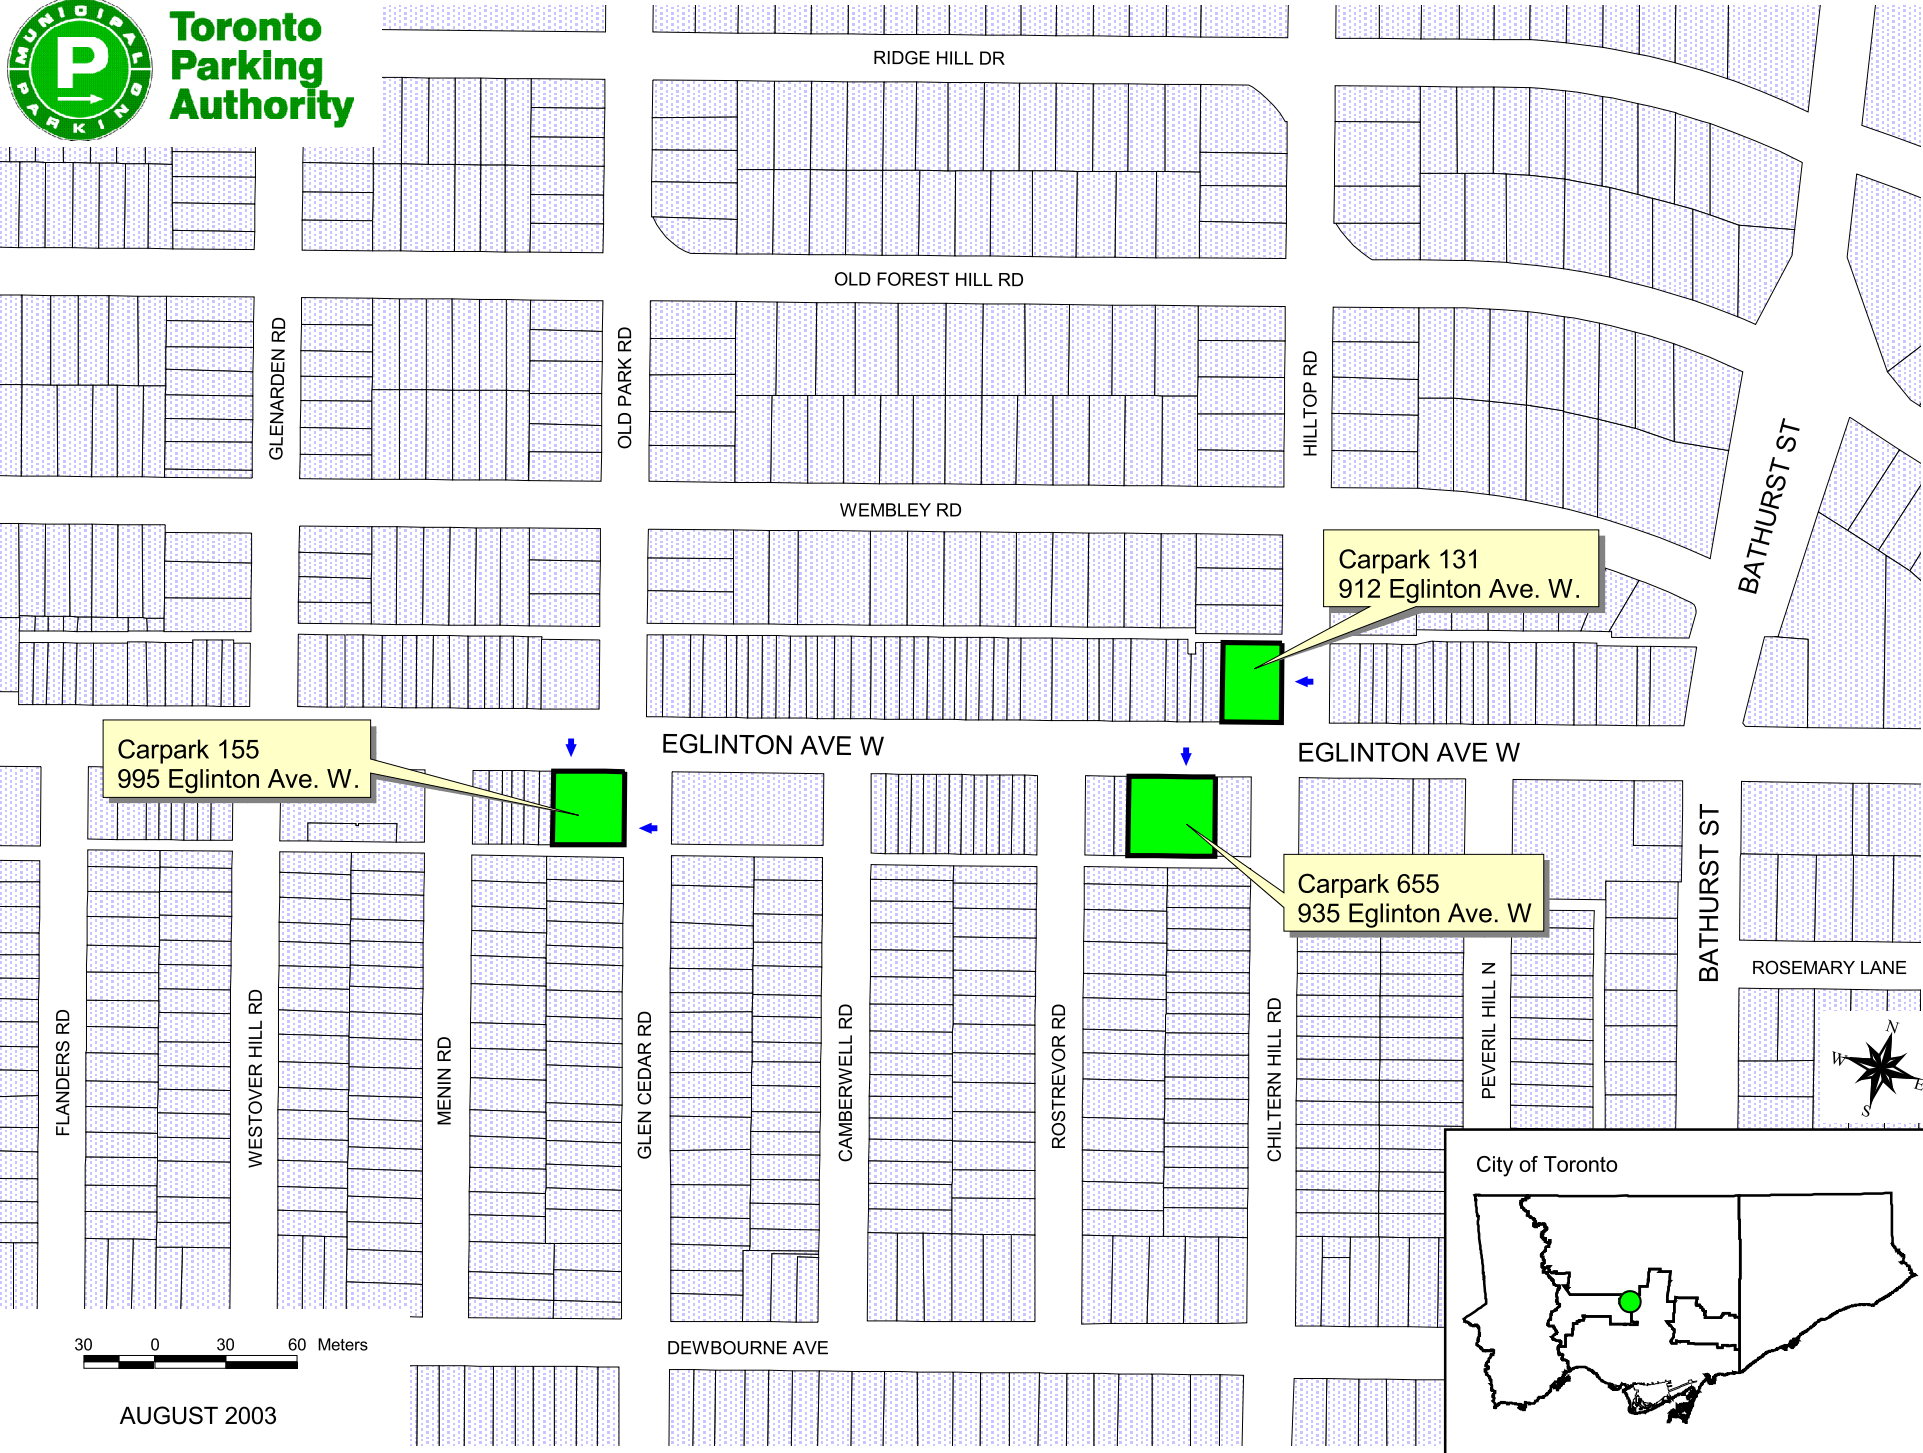 MUNICIPAL PARKING
P
Toronto
Parking
Authority
RIDGE HILL DR
OLD FOREST HILL RD
GLENARDEN RD
OLD PARK RD
HILLTOP RD
BATHURST ST
WEMBLEY RD
Carpark 131
912 Eglinton Ave. W.
Carpark 155
995 Eglinton Ave. W.
EGLINTON AVE W
EGLINTON AVE W
Carpark 655
935 Eglinton Ave. W
BATHURST ST
ROSEMARY LANE
FLANDERS RD
WESTOVER HILL RD
MENIN RD
GLEN CEDAR RD
CAMBERWELL RD
ROSTREVOR RD
CHILTERN HILL RD
PEVERIL HILL N
N
W
E
S
City of Toronto
30 0 30 60 Meters
DEWBOURNE AVE
AUGUST 2003